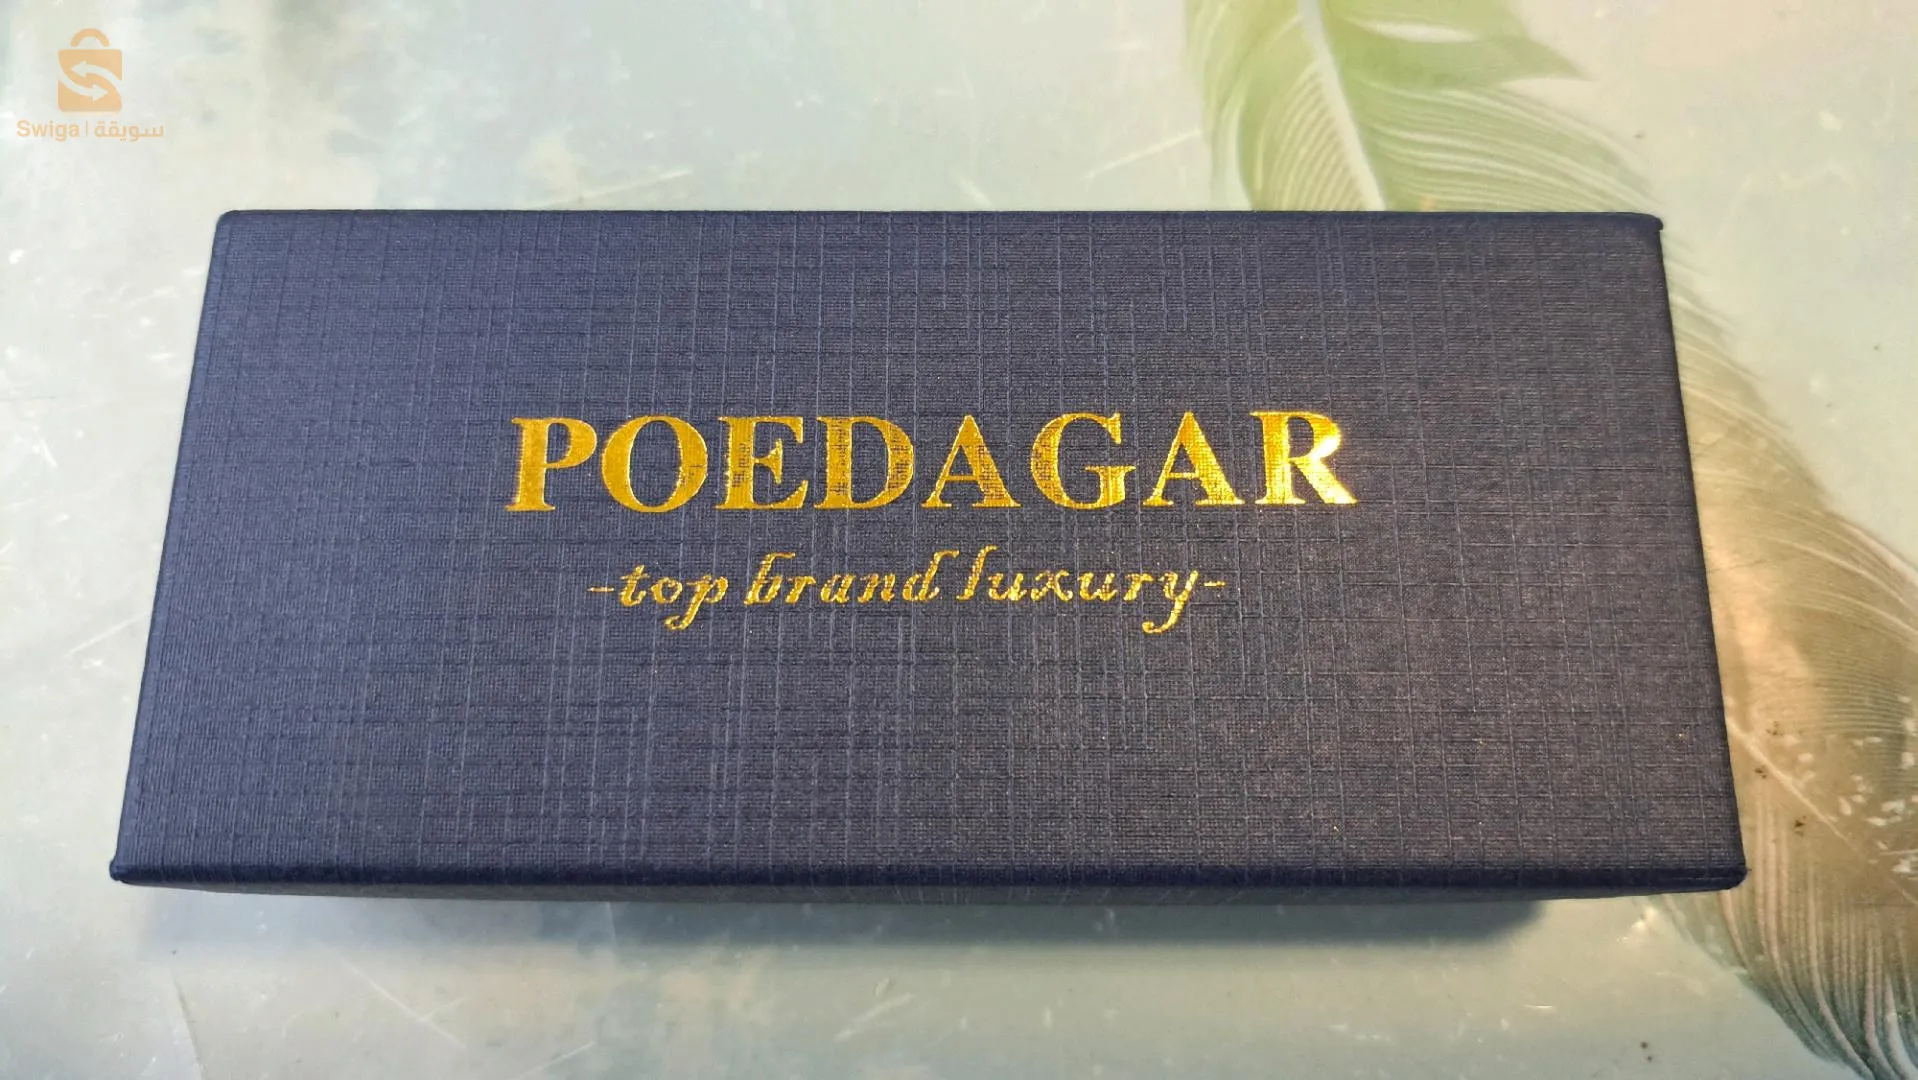 Swiga | سويقة
POEDAGAR
-top brand luxury-